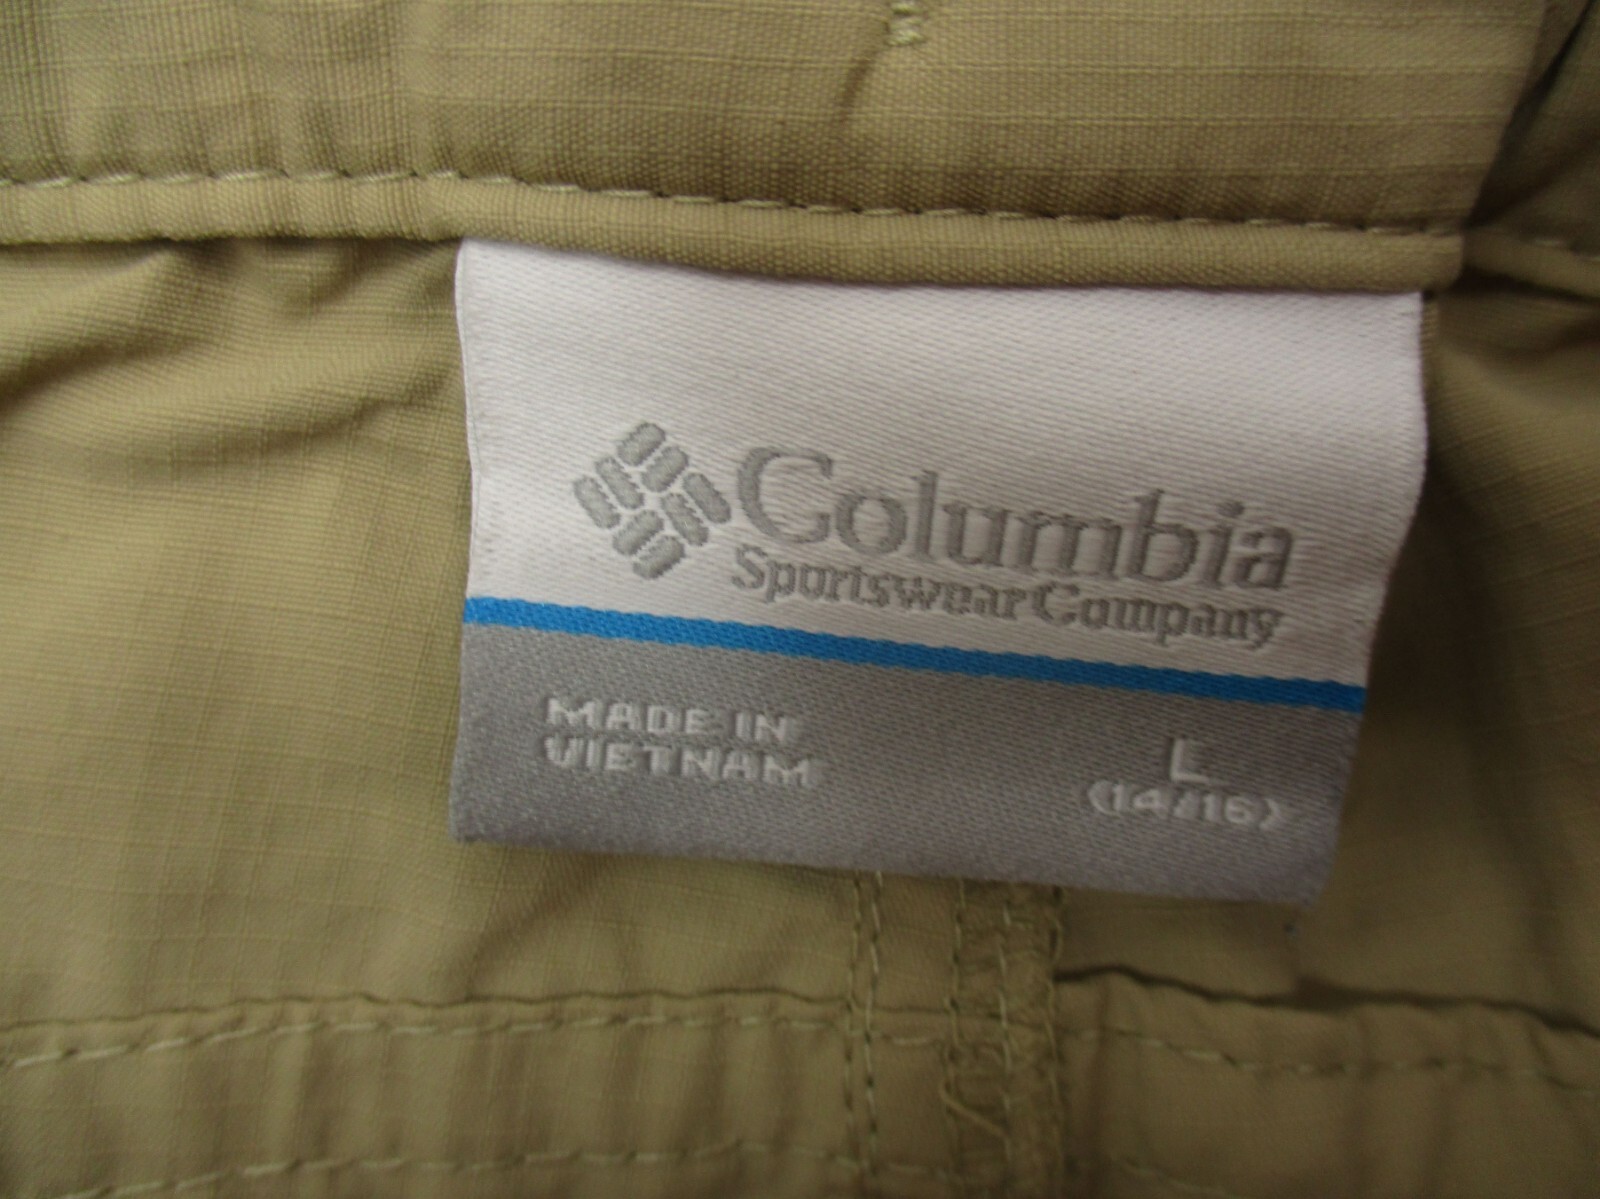 Columbia
Sportswear Company
MADE IN
VIETNAM
L
(14/16)